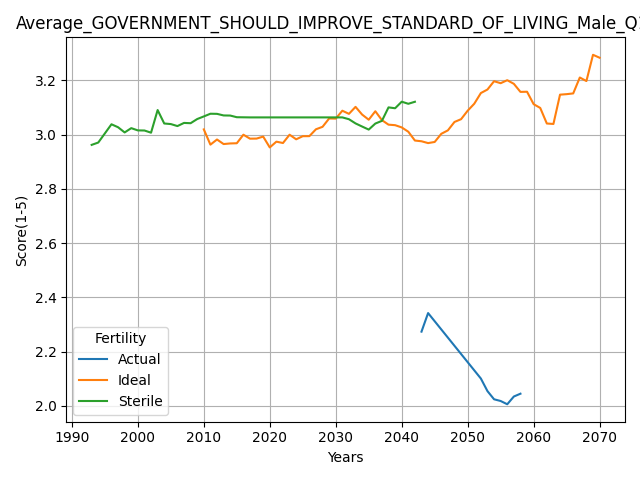 Average_GOVERNMENT_SHOULD_IMPROVE_STANDARD_OF_LIVING_Male_Q
Score(1-5)
3.2
3.0
2.8
2.6
2.4
2.2
2.0
Fertility
Actual
Ideal
Sterile
1990 2000 2010 2020 2030 2040 2050 2060 2070
Years